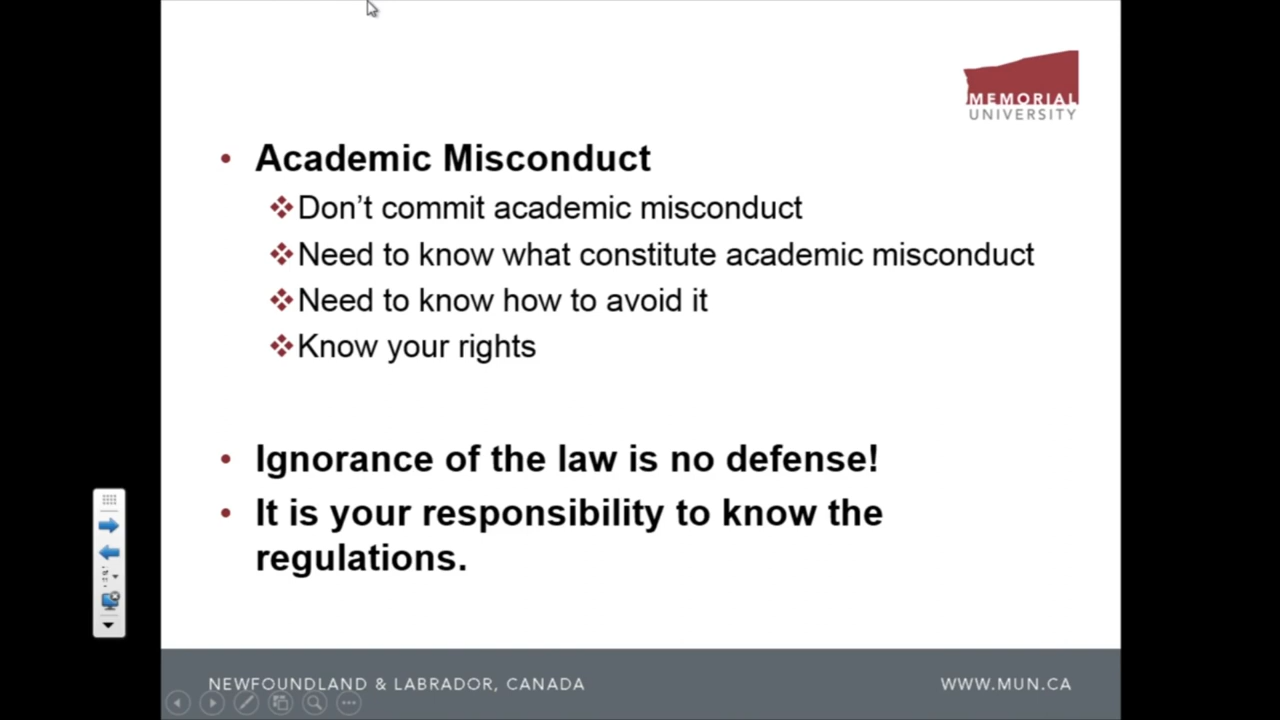 MEMORIAL
UNIVERSITY
• Academic Misconduct
❖Don't commit academic misconduct
❖Need to know what constitute academic misconduct
❖Need to know how to avoid it
❖Know your rights
• Ignorance of the law is no defense!
• It is your responsibility to know the
regulations.
NEWFOUNDLAND & LABRADOR, CANADA
WWW.MUN.CA